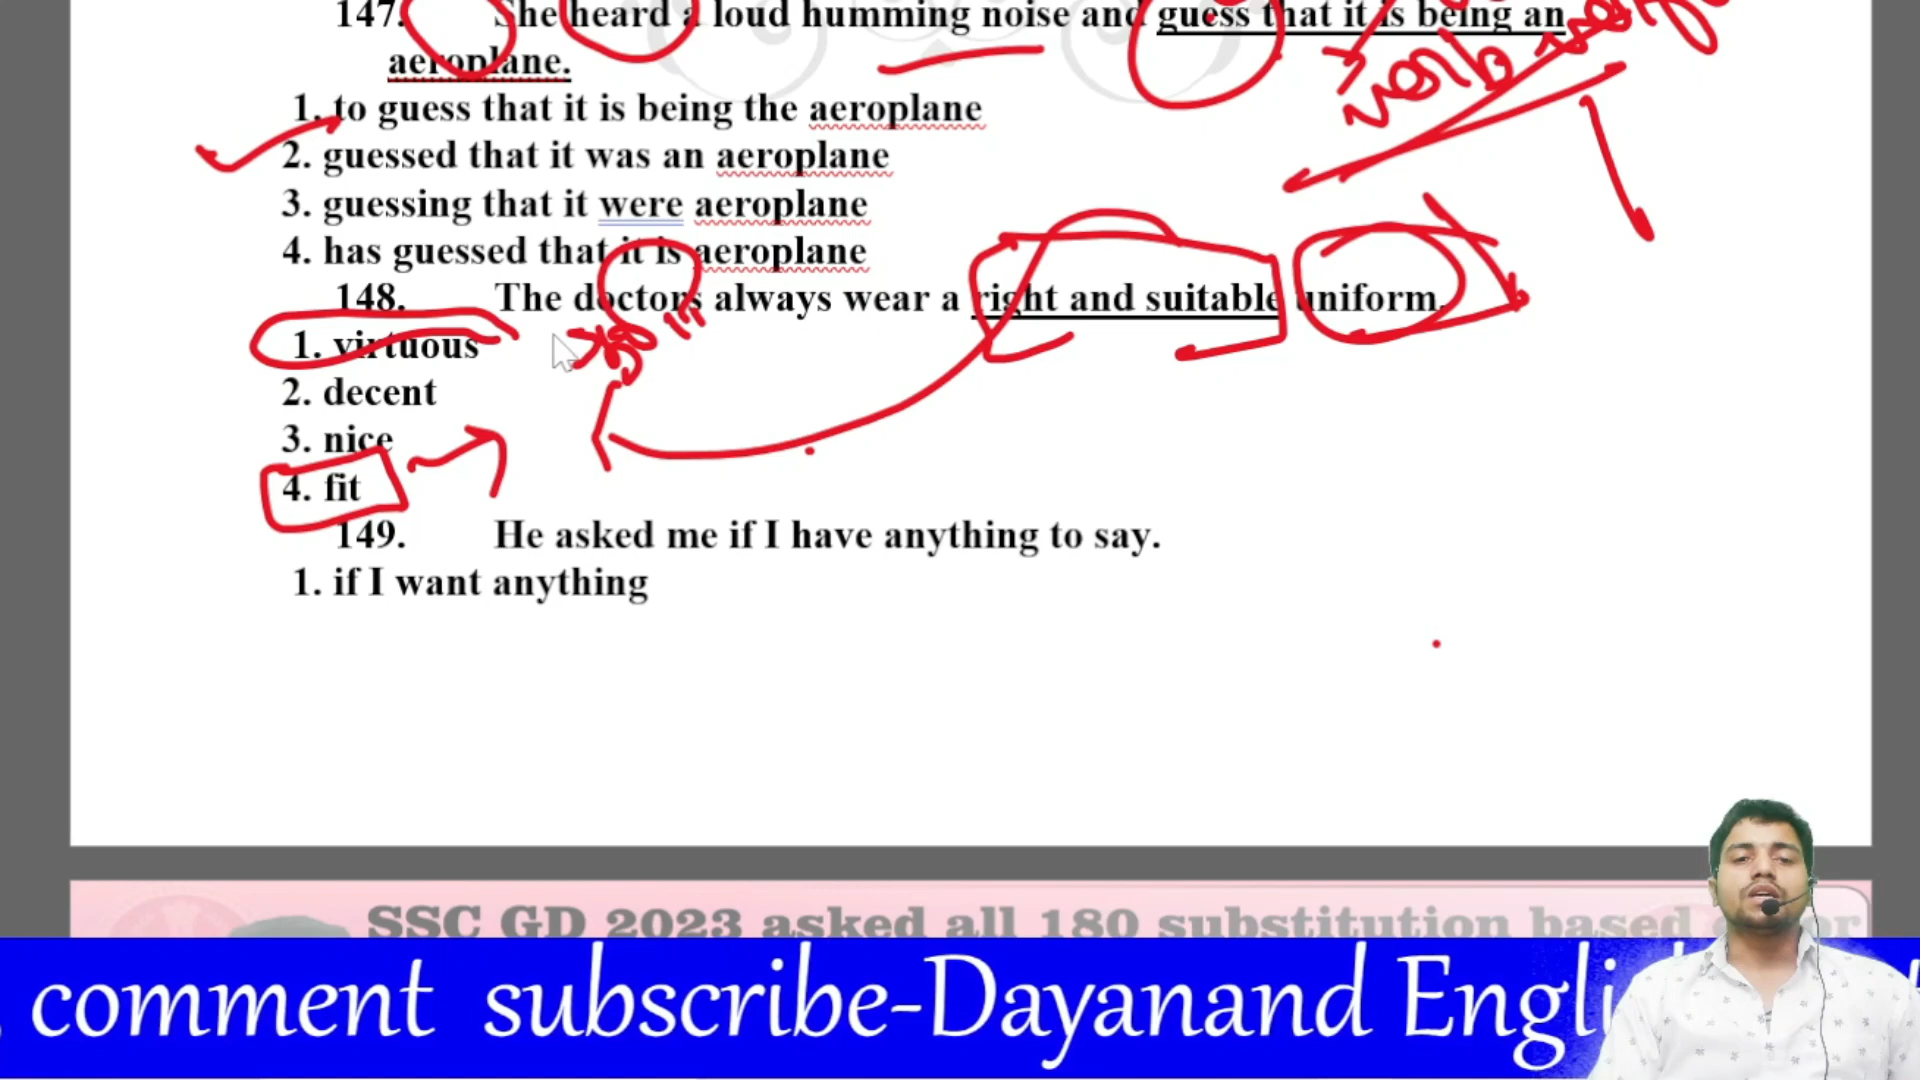 147. She heard a loud humming noise and guess that it is being an
aeroplane.
1. to guess that it is being the aeroplane
2. guessed that it was an aeroplane
3. guessing that it were aeroplane
4. has guessed that it is aeroplane
148. The doctors always wear a right and suitable uniform.
1. virtuous
2. decent
3. nice
4. fit
149. He asked me if I have anything to say.
1. if I want anything
SSC GD 2023 asked all 180 substitution based
comment subscribe-Dayanand Engli